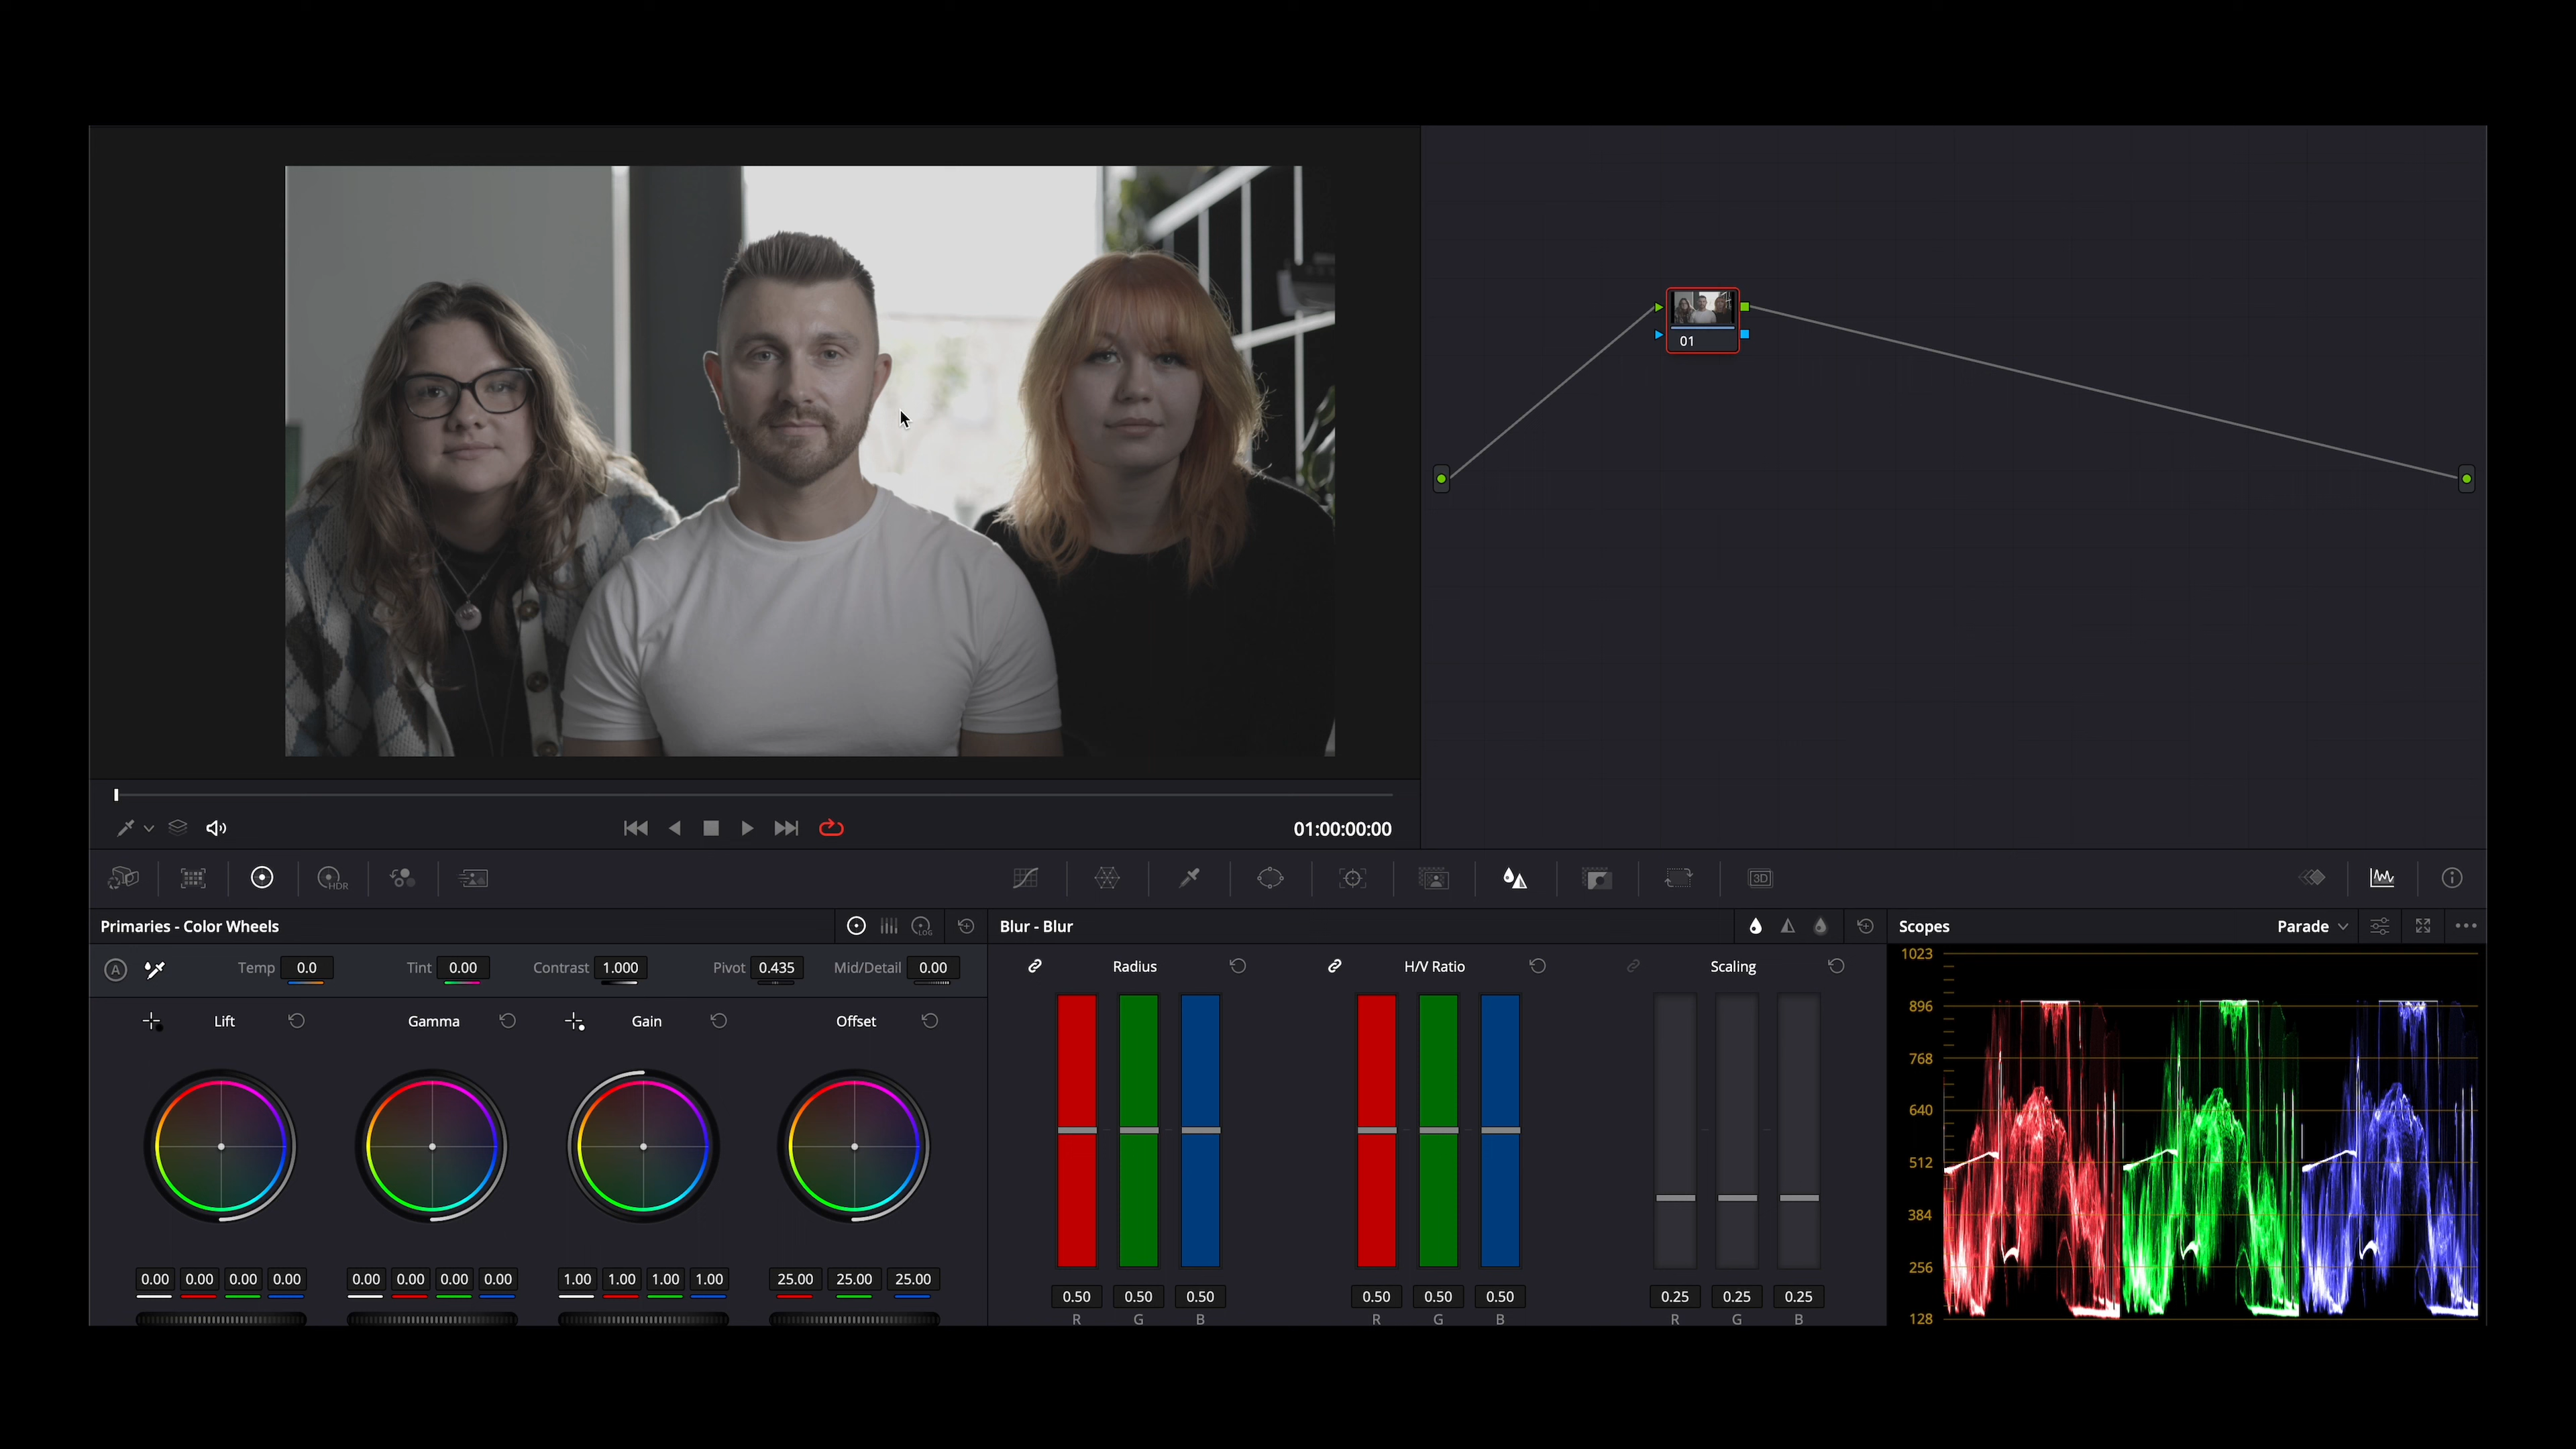 01
01:00:00:00
HDR
3D
Primaries - Color Wheels
LOG
Blur - Blur
Scopes
Parade
A
Temp 0.0
Tint 0.00
Contrast 1.000
Pivot 0.435
Mid/Detail 0.00
Radius
H/V Ratio
Scaling
Lift
Gamma
Gain
Offset
0.00 0.00 0.00 0.00
0.00 0.00 0.00 0.00
1.00 1.00 1.00 1.00
25.00 25.00 25.00
0.50 0.50 0.50
R G B
0.50 0.50 0.50
R G B
0.25 0.25 0.25
R G B
1023
896
768
640
512
384
256
128